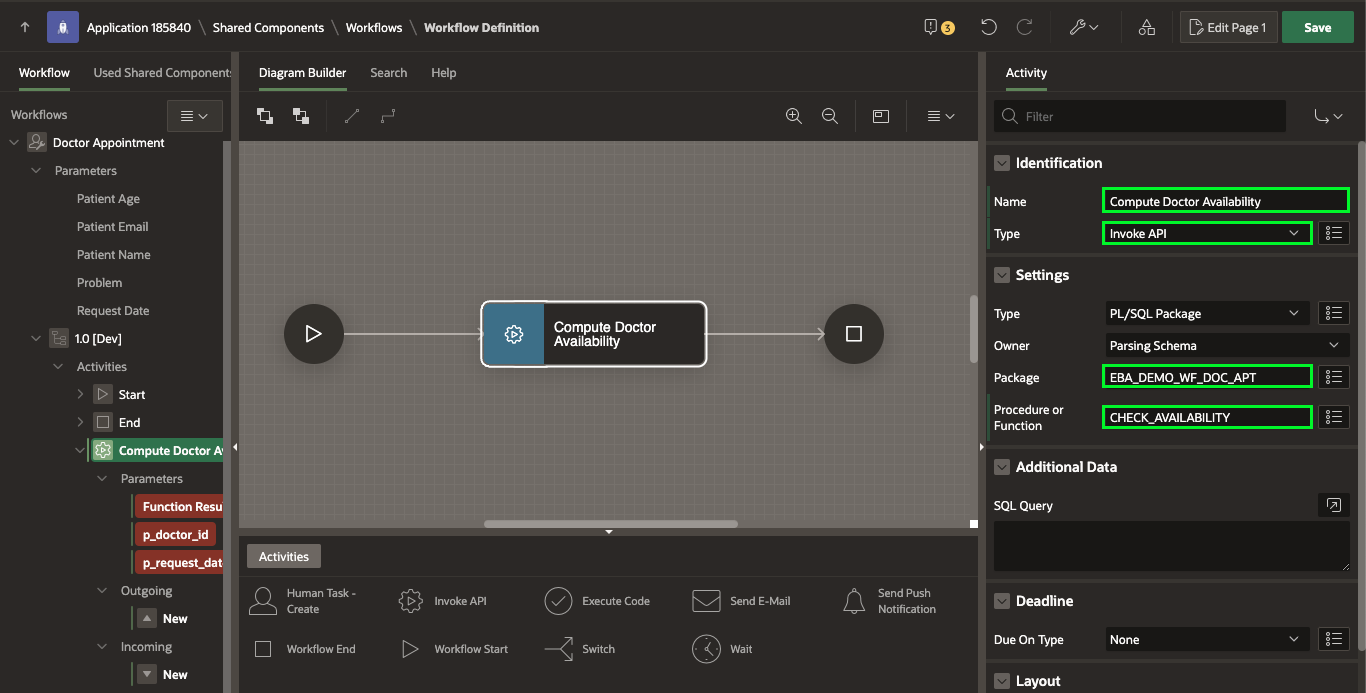 Application 185840 \ Shared Components \ Workflows \ Workflow Definition
3
Edit Page 1
Save
Workflow
Used Shared Component
Workflows
Doctor Appointment
Parameters
Patient Age
Patient Email
Patient Name
Problem
Request Date
1.0 [Dev]
Activities
Start
End
Compute Doctor A
Parameters
Function Resu
p_doctor_id
p_request_dat
Outgoing
New
Incoming
New
Diagram Builder
Search
Help
Compute Doctor
Availability
Activities
Human Task -
Create
Invoke API
Execute Code
Send E-Mail
Send Push
Notification
Workflow End
Workflow Start
Switch
Wait
Activity
Filter
Identification
Name
Compute Doctor Availability
Type
Invoke API
Settings
Type
PL/SQL Package
Owner
Parsing Schema
Package
EBA_DEMO_WF_DOC_APT
Procedure or
Function
CHECK_AVAILABILITY
Additional Data
SQL Query
Deadline
Due On Type
None
Layout